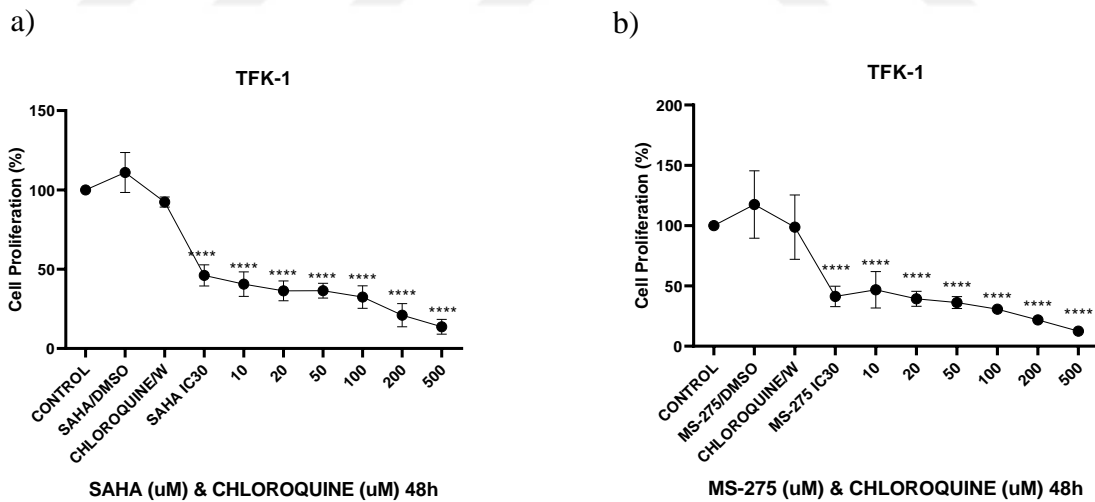 a)
TFK-1
Cell Proliferation (%)
150
100
50
0
****
****
****
****
****
****
****
CONTROL
SAHA/DMSO
CHLOROQUINE/W
SAHA IC30
10
20
50
100
200
500
SAHA (uM) & CHLOROQUINE (uM) 48h
b)
TFK-1
Cell Proliferation (%)
200
150
100
50
0
****
****
****
****
****
****
****
CONTROL
MS-275/DMSO
CHLOROQUINE/W
MS-275 IC30
10
20
50
100
200
500
MS-275 (uM) & CHLOROQUINE (uM) 48h